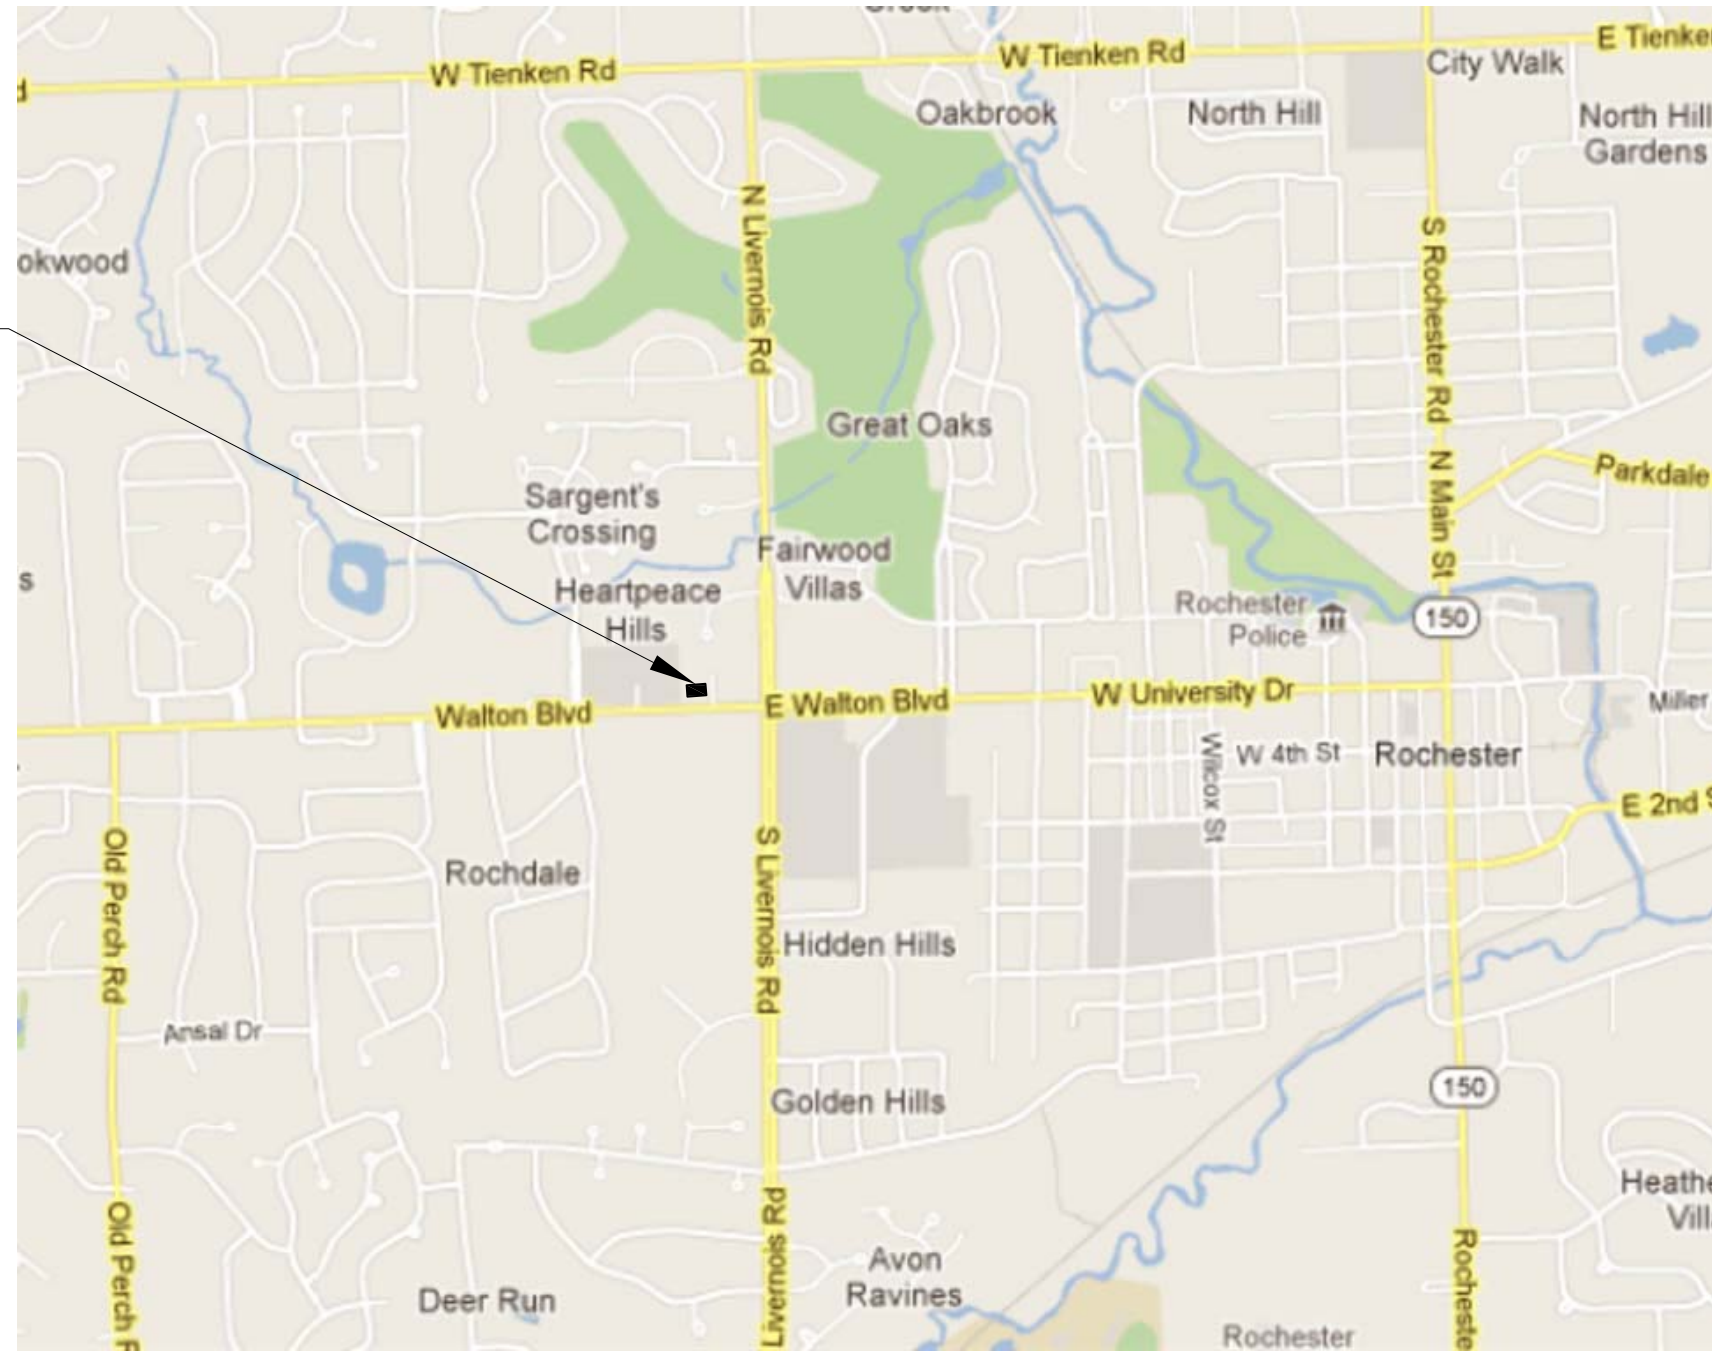 W Tienken Rd
W Tienken Rd
E Tienke
City Walk
Oakbrook
North Hill
North Hill
Gardens
N Livernois Rd
S Rochester Rd
okwood
Great Oaks
Parkdale
N Main St
Sargent's
Crossing
Fairwood
Villas
Heartpeace
Hills
s
Rochester
Police
150
Walton Blvd
E Walton Blvd
W University Dr
Miller
Wilcox St
W 4th St
Rochester
E 2nd S
Old Perch Rd
S Livernois Rd
Rochdale
Hidden Hills
Ansal Dr
150
Golden Hills
Old Perch R
Livernois Rd
Heathe
Vill
Rocheste
Avon
Ravines
Deer Run
Rochester